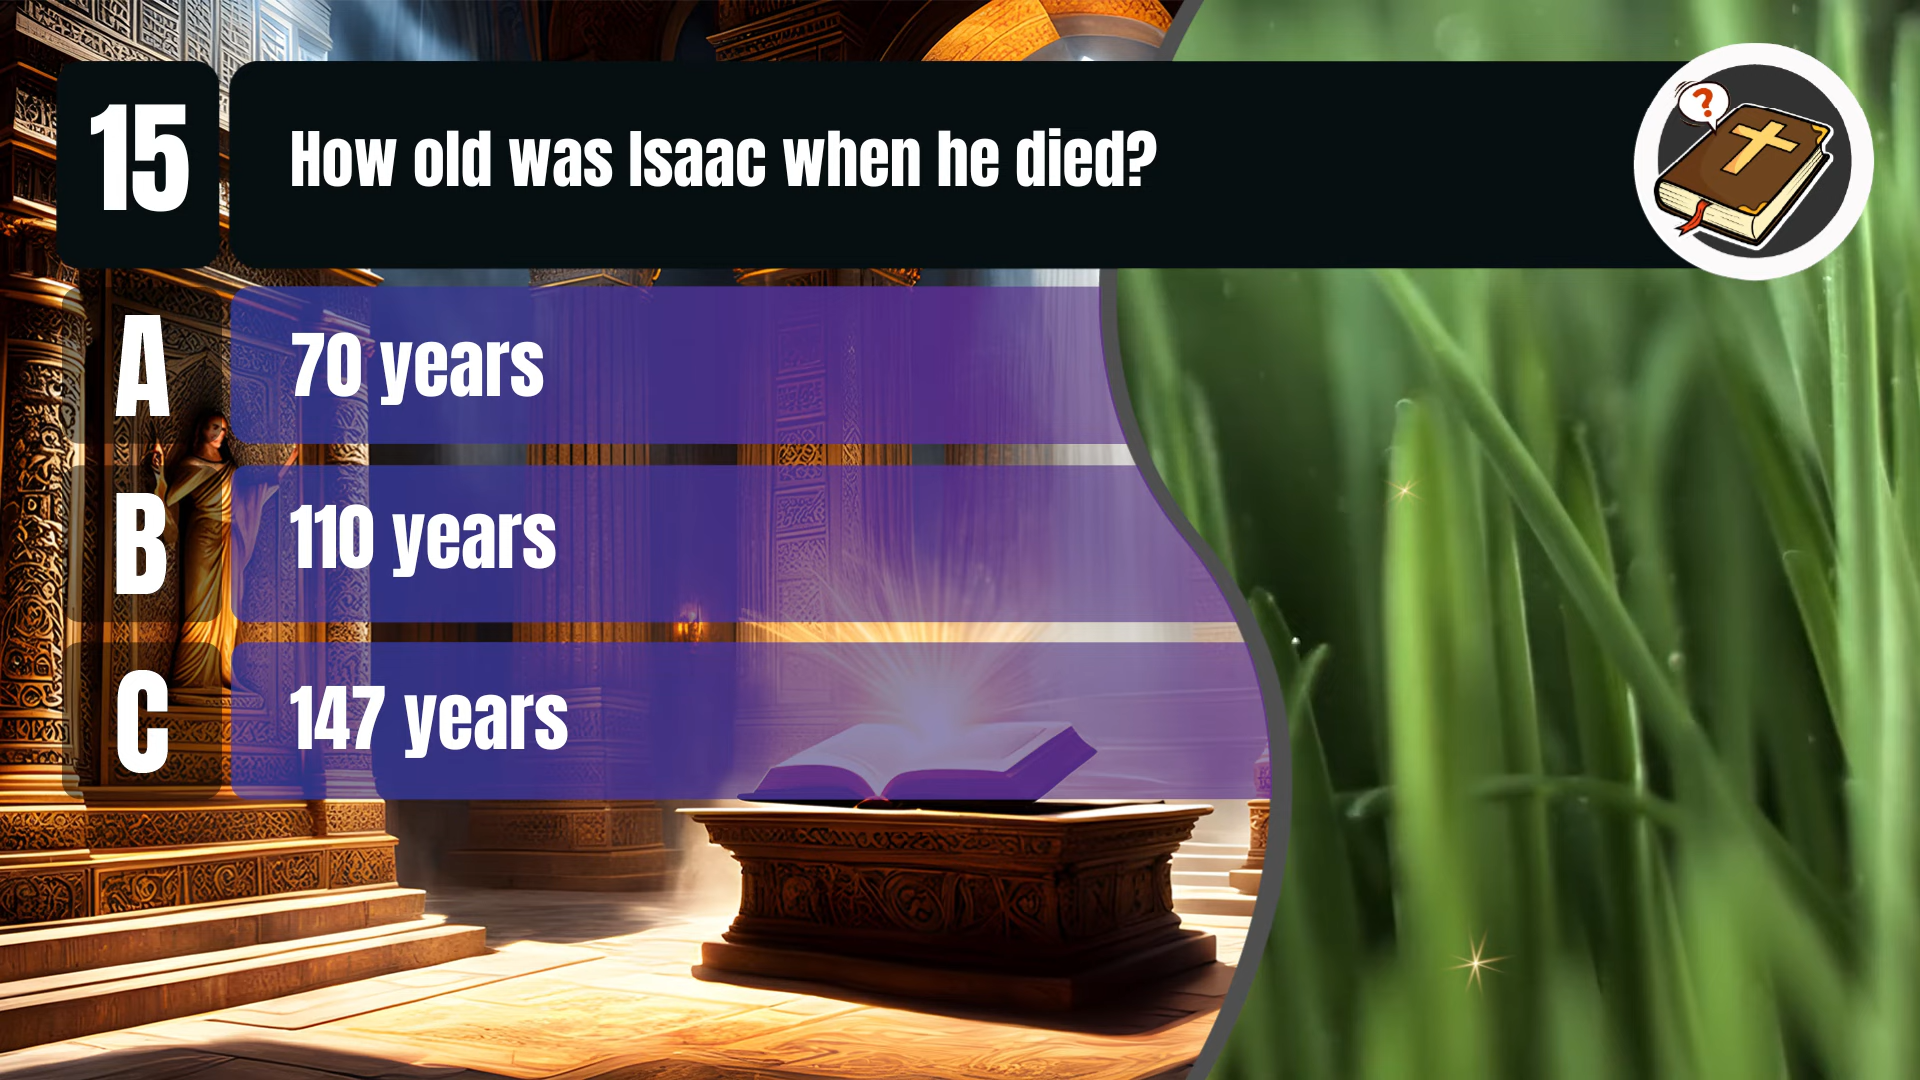 15
How old was Isaac when he died?
?
A
70 years
B
110 years
C
147 years